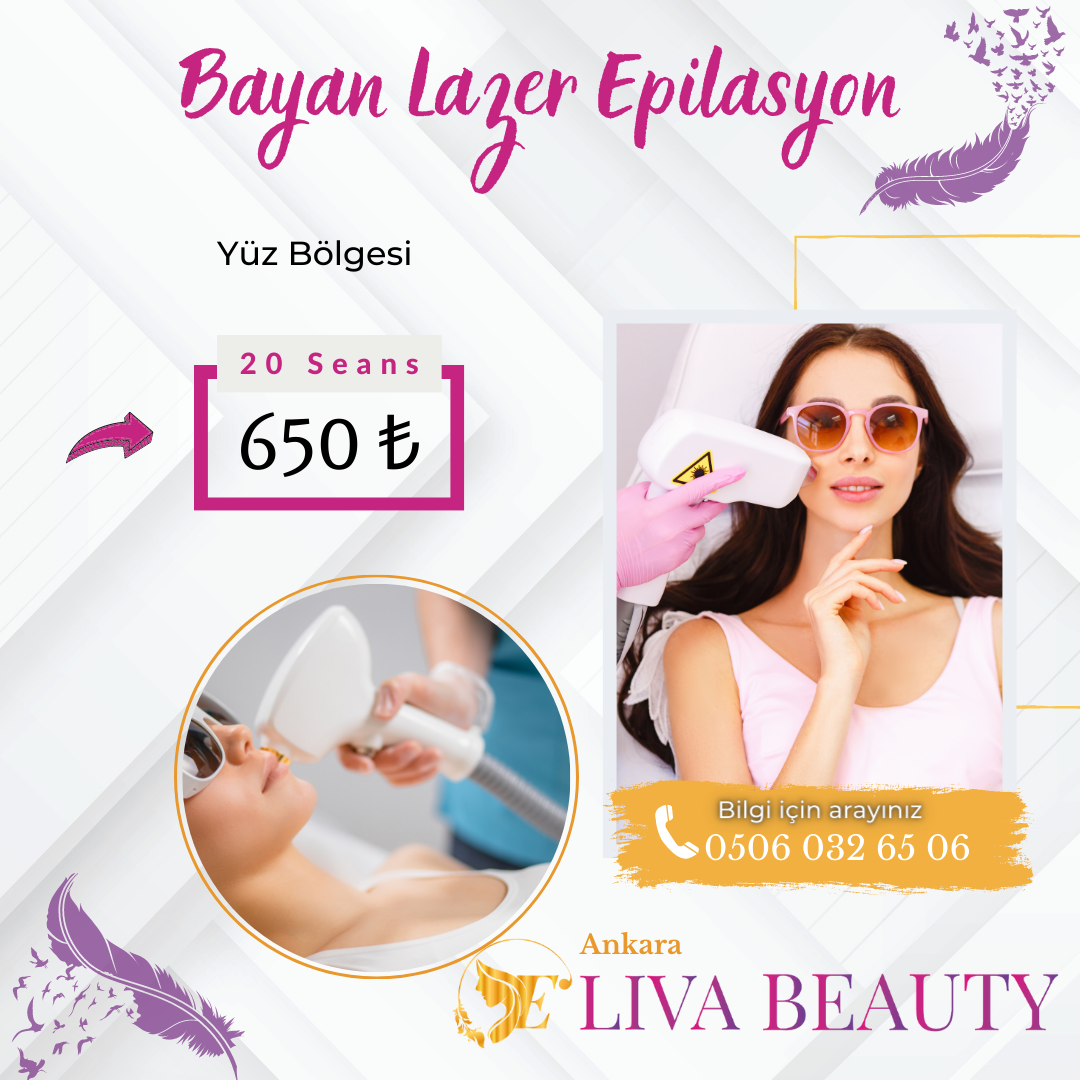 Bayan Lazer Epilasyon
Yüz Bölgesi
20 Seans
650 ₺
Bilgi için arayınız
0506 032 65 06
Ankara
E' LIVA BEAUTY